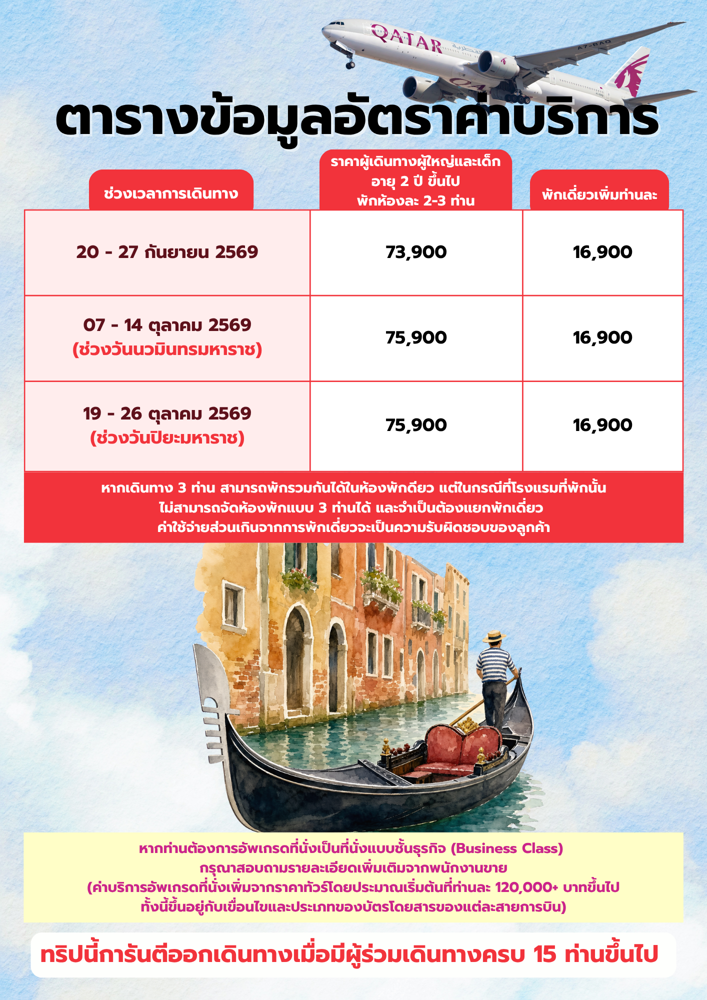 QATAR
القطرية
A7-BAQ
QA
ตารางข้อมูลอัตราค่าบริการ
ช่วงเวลาการเดินทาง
ราคาผู้เดินทางผู้ใหญ่และเด็ก
อายุ 2 ปี ขึ้นไป
พักห้องละ 2-3 ท่าน
พักเดี่ยวเพิ่มท่านละ
20 - 27 กันยายน 2569
73,900
16,900
07 - 14 ตุลาคม 2569
(ช่วงวันนวมินทรมหาราช)
75,900
16,900
19 - 26 ตุลาคม 2569
(ช่วงวันปิยะมหาราช)
75,900
16,900
หากเดินทาง 3 ท่าน สามารถพักรวมกันได้ในห้องพักดียว แต่ในกรณีที่โรงแรมที่พักนั้น
ไม่สามารถจัดห้องพักแบบ 3 ท่านได้ และจำเป็นต้องแยกพักเดี่ยว
ค่าใช้จ่ายส่วนเกินจากการพักเดี่ยวจะเป็นความรับผิดชอบของลูกค้า
หากท่านต้องการอัพเกรดที่นั่งเป็นที่นั่งแบบชั้นธุรกิจ (Business Class)
กรุณาสอบถามรายละเอียดเพิ่มเติมจากพนักงานขาย
(ค่าบริการอัพเกรดที่นั่งเพิ่มจากราคาทัวร์โดยประมาณเริ่มต้นที่ท่านละ 120,000+ บาทขึ้นไป
ทั้งนี้ขึ้นอยู่กับเขื่อนไขและประเภทของบัตรโดยสารของแต่ละสายการบิน)
ทริปนี้การันตีออกเดินทางเมื่อมีผู้ร่วมเดินทางครบ 15 ท่านขึ้นไป